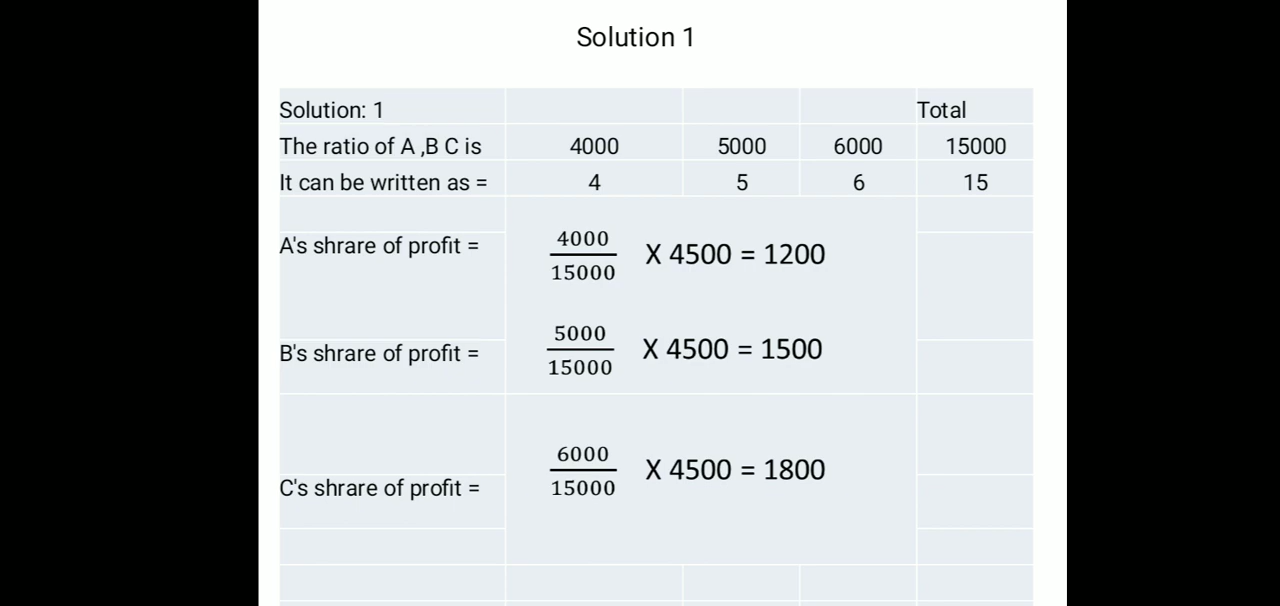 Solution 1
Solution: 1 Total
The ratio of A ,B C is 4000 5000 6000 15000
It can be written as = 4 5 6 15
A's shrare of profit = 4000/15000 X 4500 = 1200
B's shrare of profit = 5000/15000 X 4500 = 1500
C's shrare of profit = 6000/15000 X 4500 = 1800